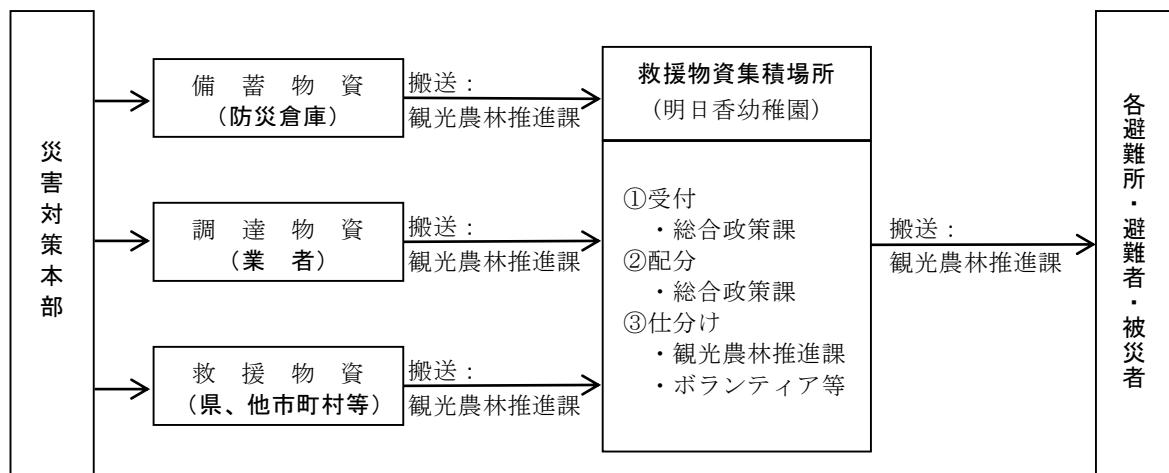 災害対策本部
備蓄物資
(防災倉庫)
搬送：
観光農林推進課
調達物資
(業者)
搬送：
観光農林推進課
救援物資
(県、他市町村等)
搬送：
観光農林推進課
救援物資集積場所
(明日香幼稚園)
①受付
・総合政策課
②配分
・総合政策課
③仕分け
・観光農林推進課
・ボランティア等
搬送：
観光農林推進課
各避難所・避難者・被災者